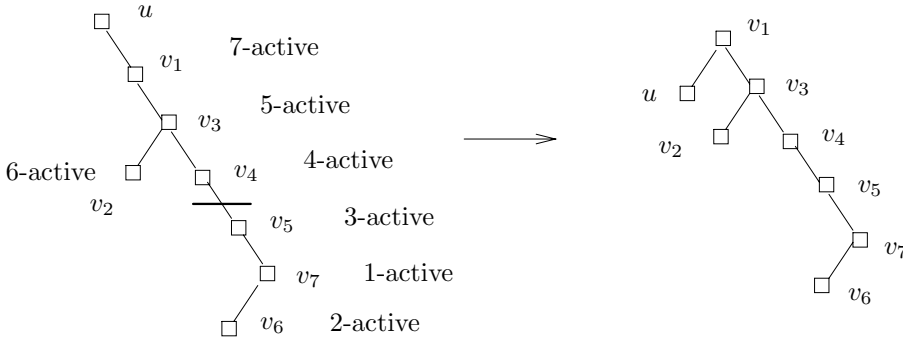 u
v₁
7-active
5-active
v₃
4-active
6-active
v₄
v₂
3-active
v₅
v₇
1-active
v₆
2-active
v₁
u
v₃
v₂
v₄
v₅
v₇
v₆